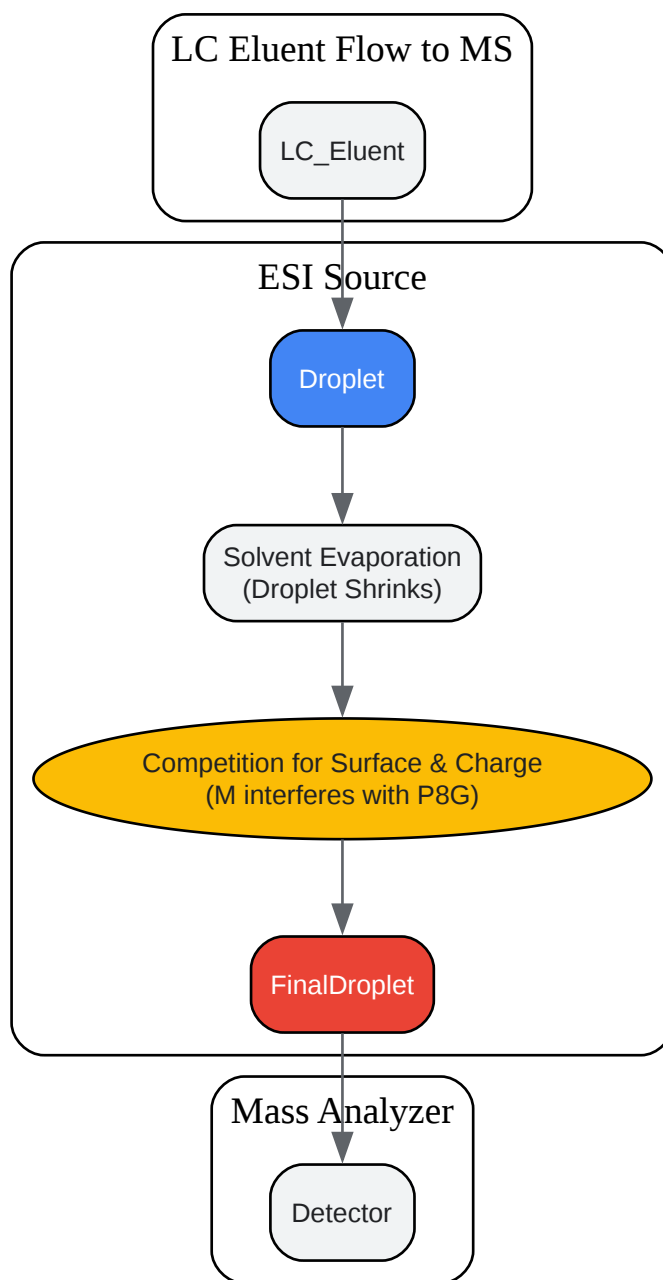 LC Eluent Flow to MS
LC_Eluent
ESI Source
Droplet
Solvent Evaporation
(Droplet Shrinks)
Competition for Surface & Charge
(M interferes with P8G)
FinalDroplet
Mass Analyzer
Detector